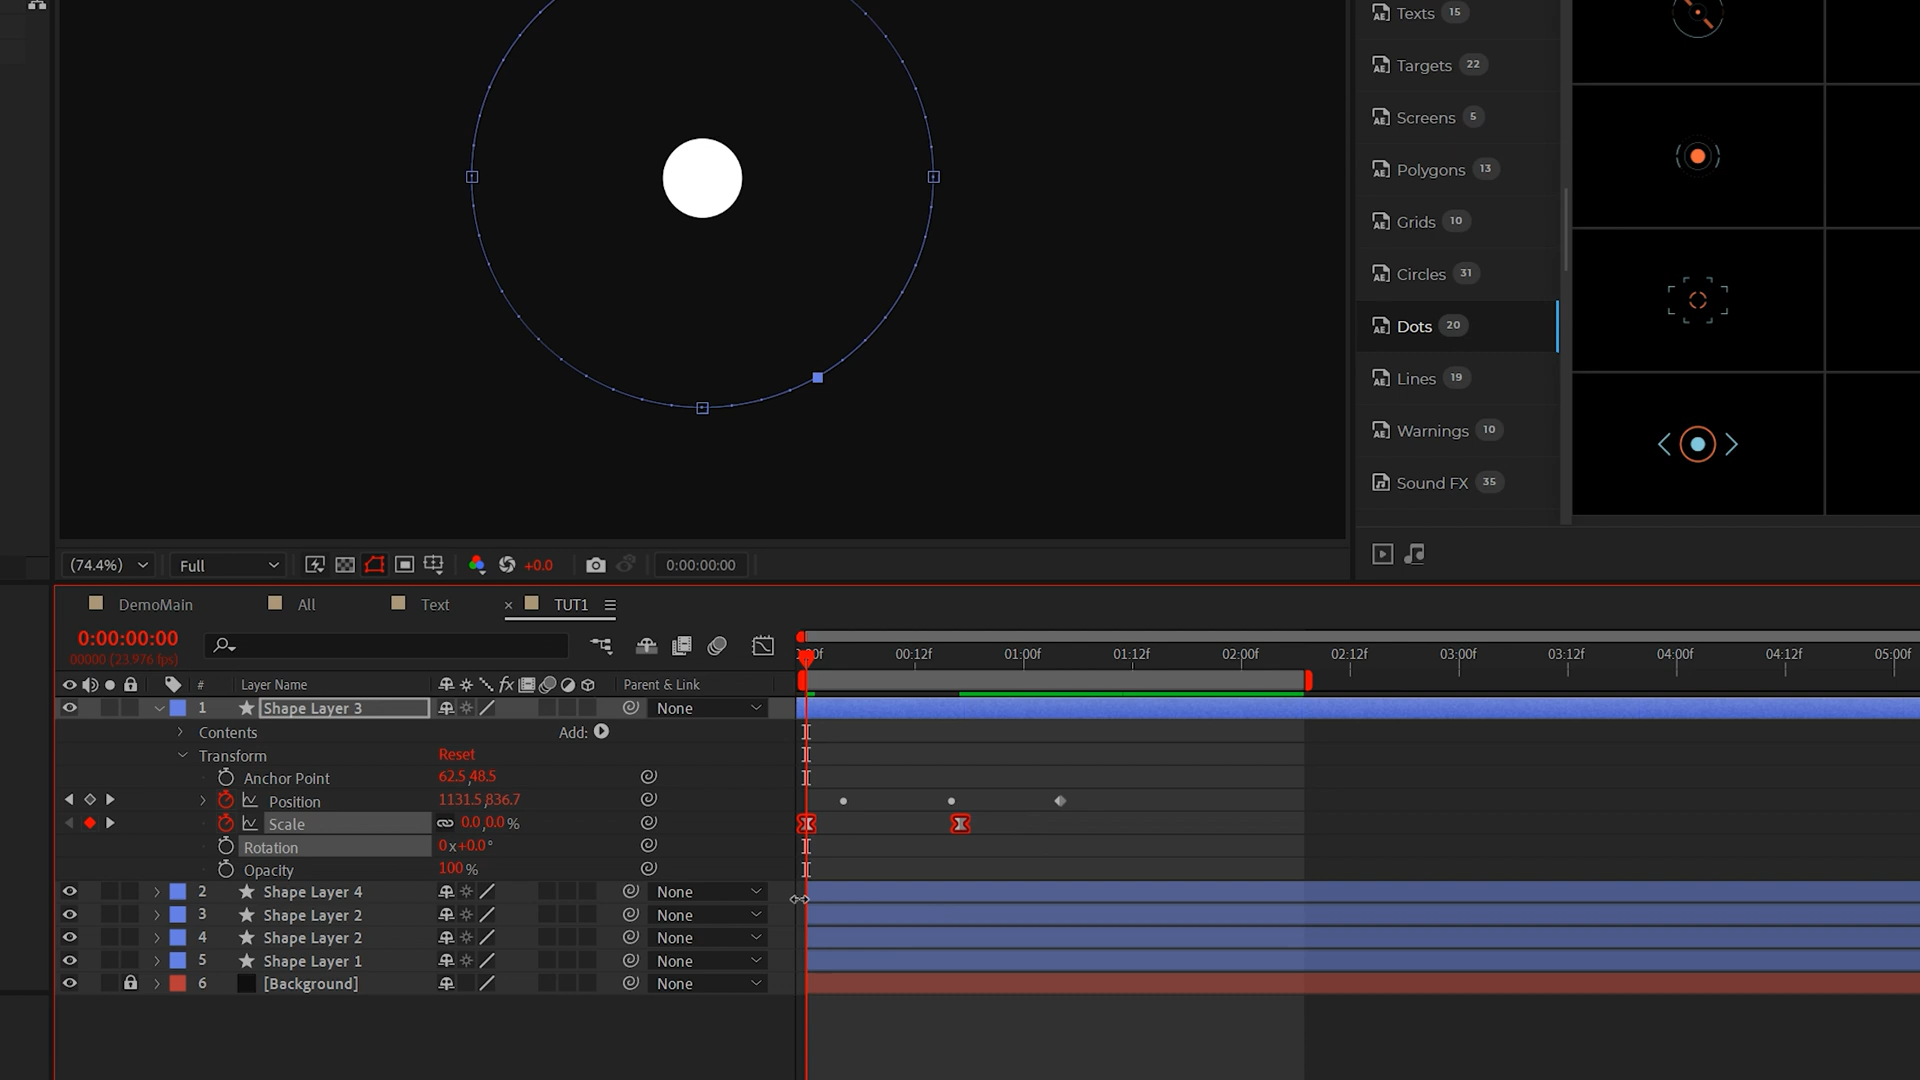 Texts 15
Targets 22
Screens 5
Polygons 13
Grids 10
Circles 31
Dots 20
Lines 19
Warnings 10
Sound FX 35
(74.4%) Full +0.0 0:00:00:00
DemoMain All Text × TUT1
0:00:00:00
00000 (23.976 fps)
00f 00:12f 01:00f 01:12f 02:00f 02:12f 03:00f 03:12f 04:00f 04:12f 05:00f
# Layer Name fx Parent & Link
1 Shape Layer 3 None
Contents Add:
Transform Reset
Anchor Point 62.5,48.5
Position 1131.5,836.7
Scale 0.0,0.0 %
Rotation 0x+0.0°
Opacity 100 %
2 Shape Layer 4 None
3 Shape Layer 2 None
4 Shape Layer 2 None
5 Shape Layer 1 None
6 [Background] None